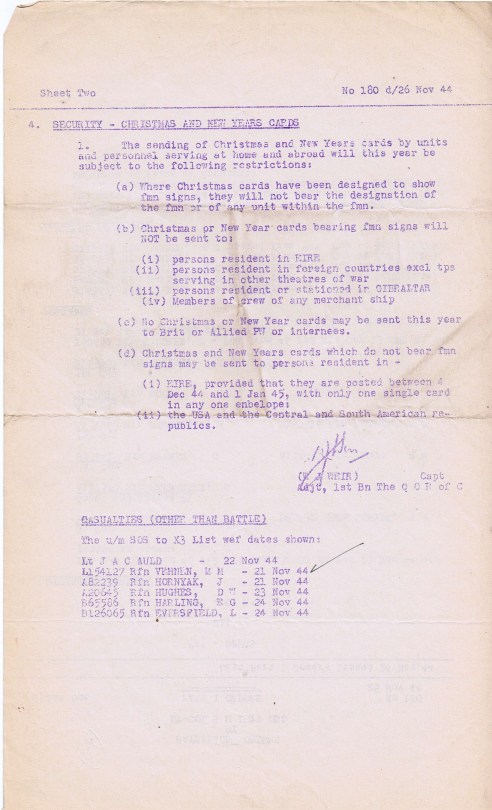 Sheet Two No 180 d/26 Nov 44
4. SECURITY - CHRISTMAS AND NEW YEARS CARDS
1. The sending of Christmas and New Years cards by units
and personnel serving at home and abroad will this year be
subject to the following restrictions:
(a) Where Christmas cards have been designed to show
fmn signs, they will not bear the designation of
the fmn or of any unit within the fmn.
(b) Christmas or New Year cards bearing fmn signs will
NOT be sent to:
(i) persons resident in EIRE
(ii) persons resident in foreign countries excl tps
serving in other theatres of war
(iii) persons resident or stationed in GIBRALTAR
(iv) Members of crew of any merchant ship
(c) No Christmas or New Year cards may be sent this year
to Brit or Allied PW or internees.
(d) Christmas and New Years cards which do not bear fmn
signs may be sent to persons resident in -
(i) EIRE, provided that they are posted between 4
Dec 44 and 1 Jan 45, with only one single card
in any one enbelope:
(ii) the USA and the Central and South American re-
publics.
WEIR) Capt
Adjt, 1st Bn The Q O R of C
CASUALTIES (OTHER THAN BATTLE)
The u/m SOS to X3 List wef dates shown:
Lt J A C AULD - 22 Nov 44
L154127 Rfn VEHNEN, M M - 21 Nov 44
A82239 Rfn HORNYAK, J - 21 Nov 44
A20645 Rfn HUGHES, D W - 23 Nov 44
B65586 Rfn HARLING, E G - 24 Nov 44
B126065 Rfn EVERSFIELD, L - 24 Nov 44